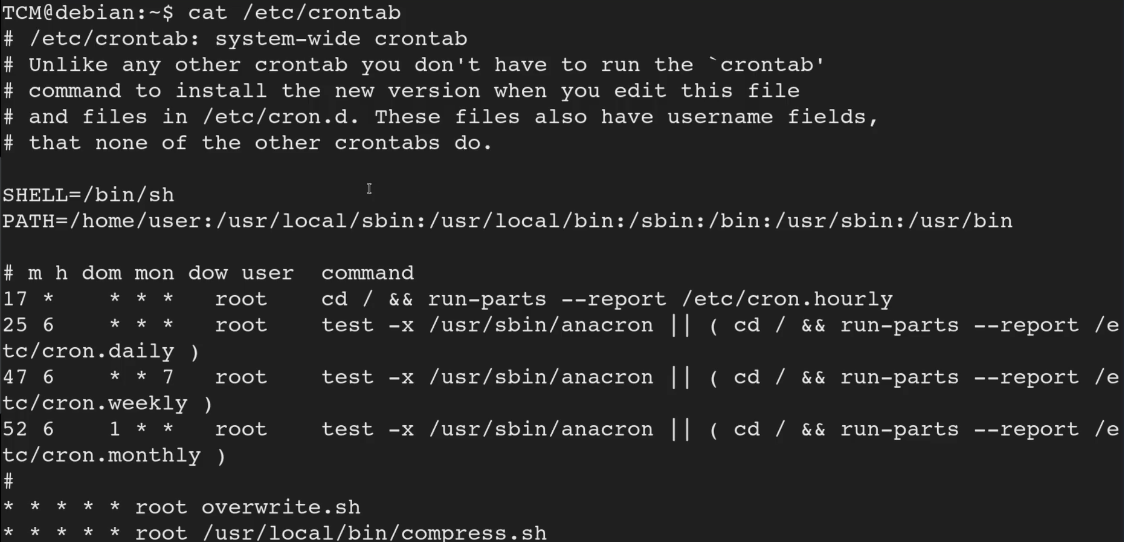 TCM@debian:~$ cat /etc/crontab
# /etc/crontab: system-wide crontab
# Unlike any other crontab you don't have to run the `crontab'
# command to install the new version when you edit this file
# and files in /etc/cron.d. These files also have username fields,
# that none of the other crontabs do.
SHELL=/bin/sh
PATH=/home/user:/usr/local/sbin:/usr/local/bin:/sbin:/bin:/usr/sbin:/usr/bin
# m h dom mon dow user  command
17 *    * * *   root    cd / && run-parts --report /etc/cron.hourly
25 6    * * *   root    test -x /usr/sbin/anacron || ( cd / && run-parts --report /e
tc/cron.daily )
47 6    * * 7   root    test -x /usr/sbin/anacron || ( cd / && run-parts --report /e
tc/cron.weekly )
52 6    1 * *   root    test -x /usr/sbin/anacron || ( cd / && run-parts --report /e
tc/cron.monthly )
#
* * * * * root overwrite.sh
* * * * * root /usr/local/bin/compress.sh